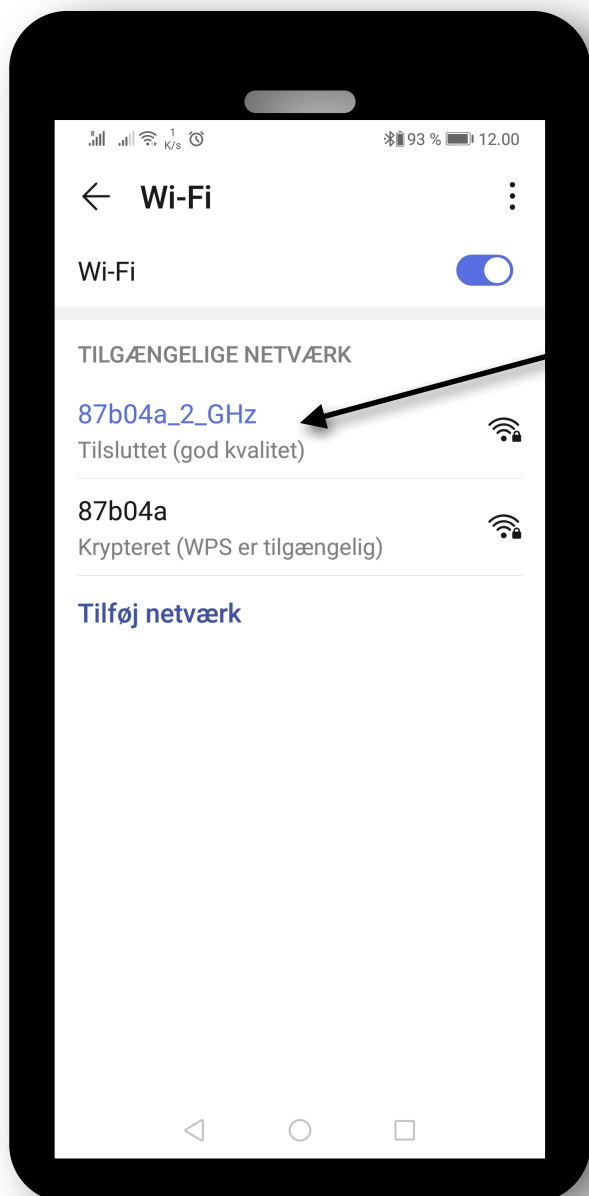 1 K/s 93 % 12.00
Wi-Fi
Wi-Fi
TILGÆNGELIGE NETVÆRK
87b04a_2_GHz
Tilsluttet (god kvalitet)
87b04a
Krypteret (WPS er tilgængelig)
Tilføj netværk